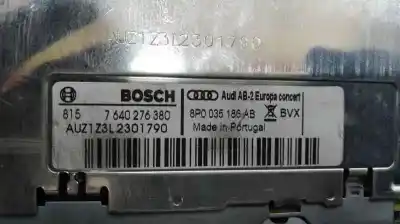 AUZ1Z3L2301790
BOSCH
Audi AB-2 Europa concert
815 7 640 276 380
8P0 035 186 AB
BVX
AUZ1Z3L2301790
Made in Portugal